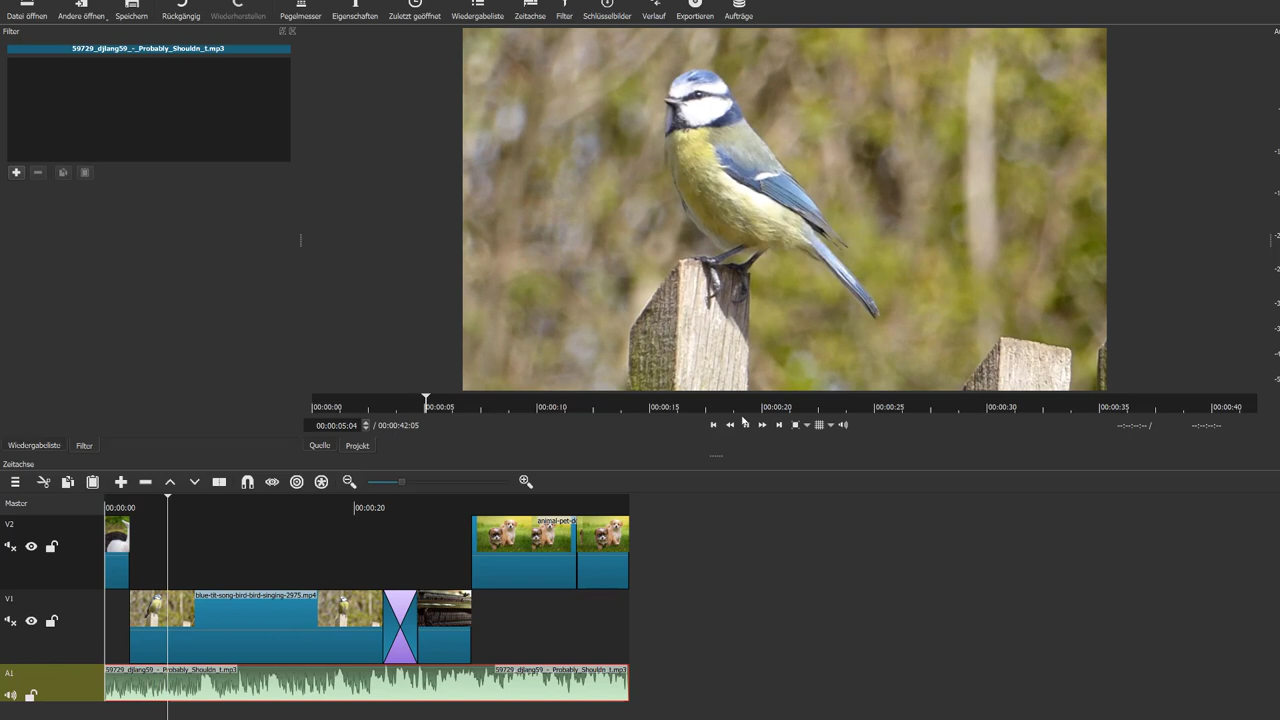 Datei öffnen Andere öffnen Speichern Rückgängig Wiederherstellen Pegelmesser Eigenschaften Zuletzt geöffnet Wiedergabeliste Zeitachse Filter Schlüsselbilder Verlauf Exportieren Aufträge
Filter
59729_djlang59_-_Probably_Shouldn_t.mp3
00:00:00 00:00:05 00:00:10 00:00:15 00:00:20 00:00:25 00:00:30 00:00:35 00:00:40
00:00:05:04 / 00:00:42:05 --:--:--:-- / --:--:--:--
Wiedergabeliste Filter Quelle Projekt
Zeitachse
Master 00:00:00 00:00:20
V2 animal-pet-d
V1 blue-tit-song-bird-bird-singing-2975.mp4
A1 59729_djlang59_-_Probably_Shouldn_t.mp3 59729_djlang59_-_Probably_Shouldn_t.mp3